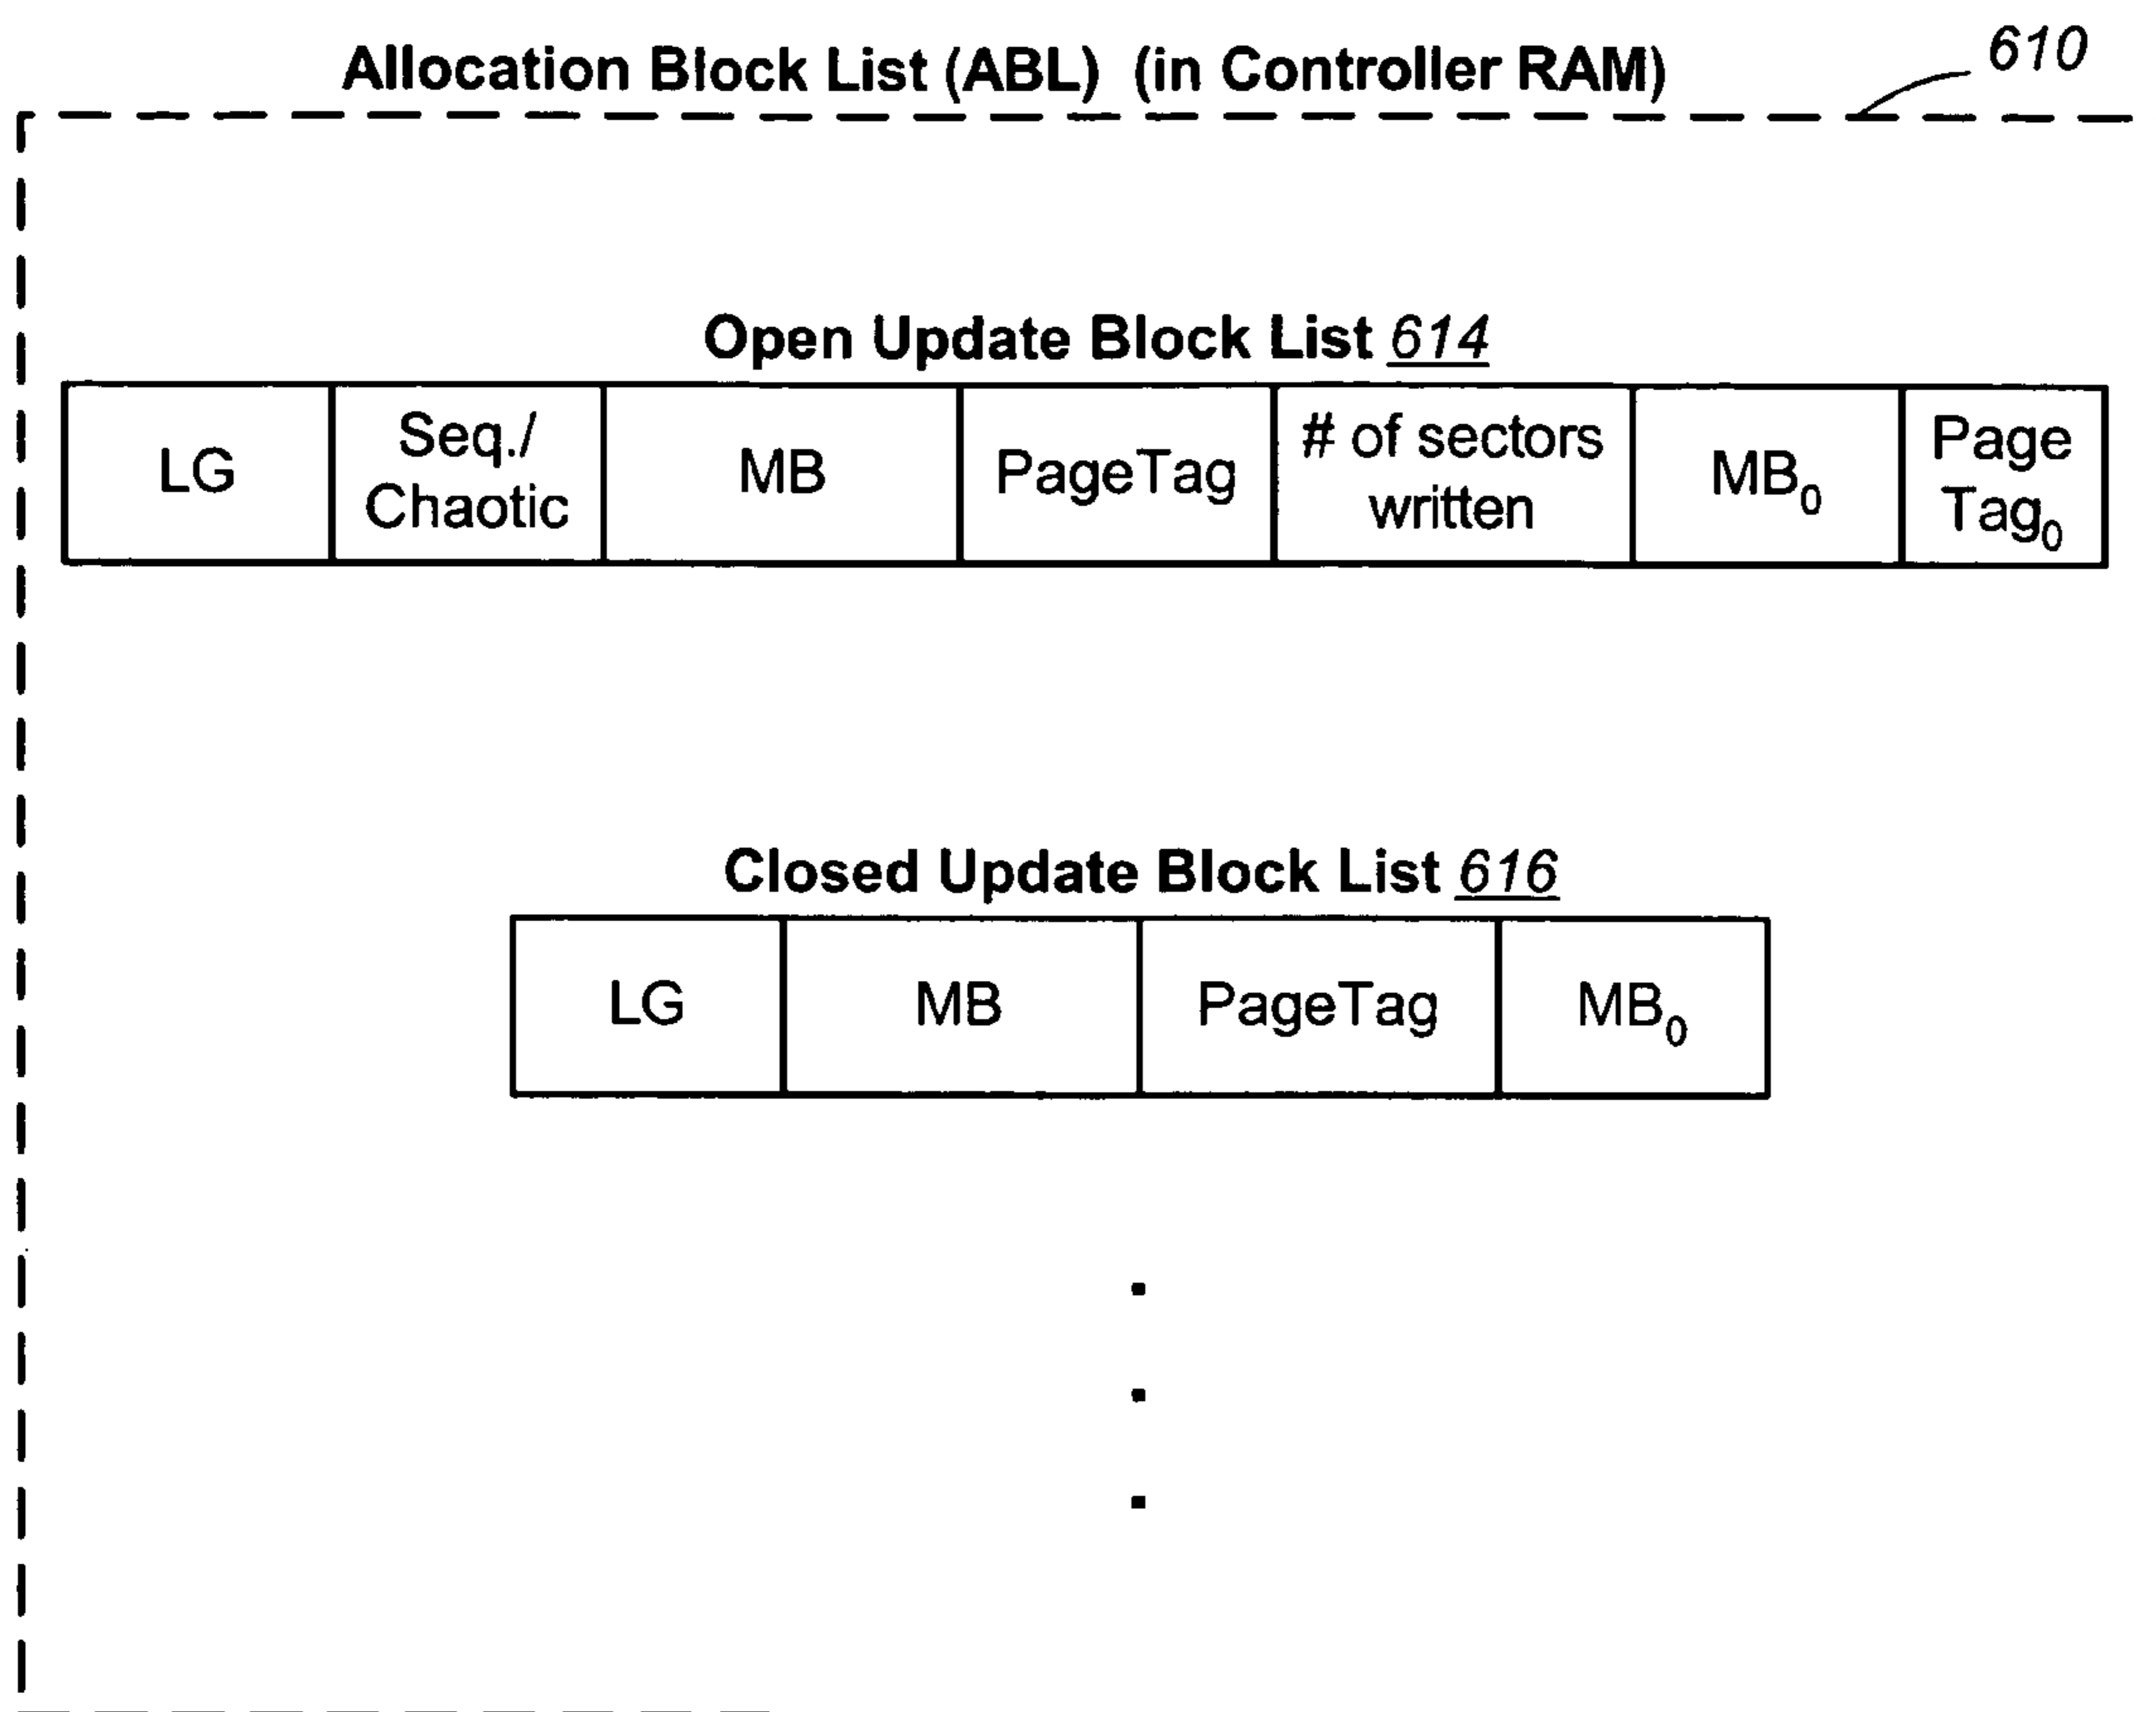 610
Allocation Block List (ABL) (in Controller RAM)
Open Update Block List 614
LG
Seq./
Chaotic
MB
PageTag
# of sectors
written
MB₀
Page
Tag₀
Closed Update Block List 616
LG
MB
PageTag
MB₀